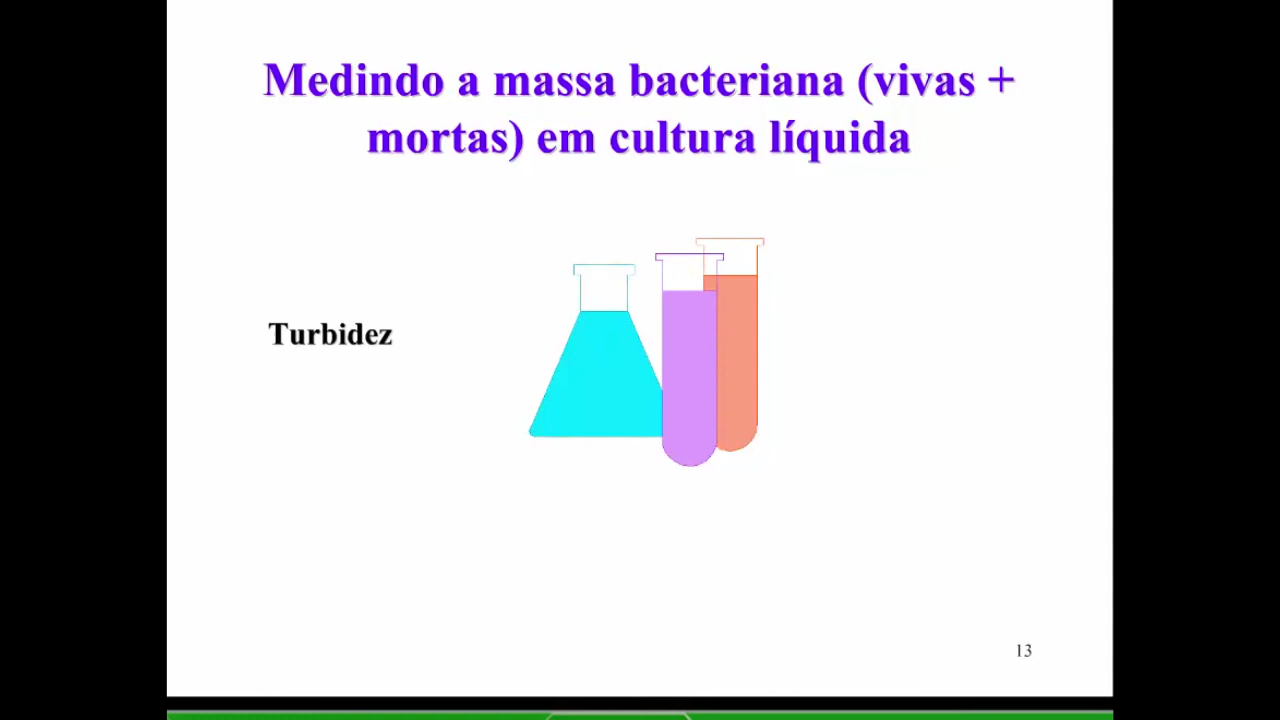 Medindo a massa bacteriana (vivas +
mortas) em cultura líquida
Turbidez
13